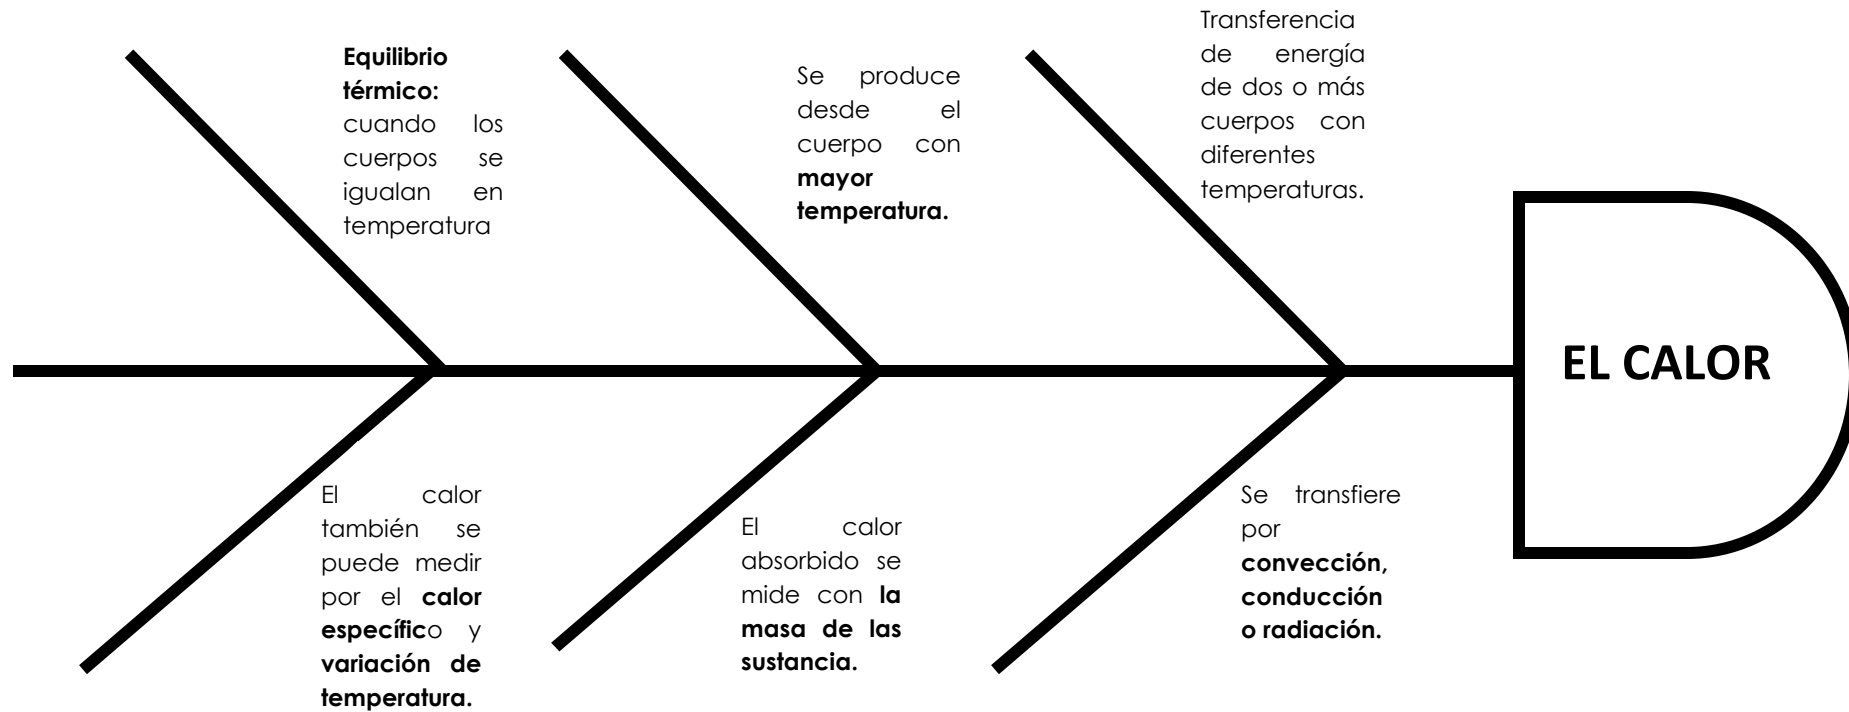 Equilibrio
térmico:
cuando los
cuerpos se
igualan en
temperatura
Se produce
desde el
cuerpo con
mayor
temperatura.
Transferencia
de energía
de dos o más
cuerpos con
diferentes
temperaturas.
EL CALOR
El calor
también se
puede medir
por el calor
específico y
variación de
temperatura.
El calor
absorbido se
mide con la
masa de las
sustancia.
Se transfiere
por
convección,
conducción
o radiación.